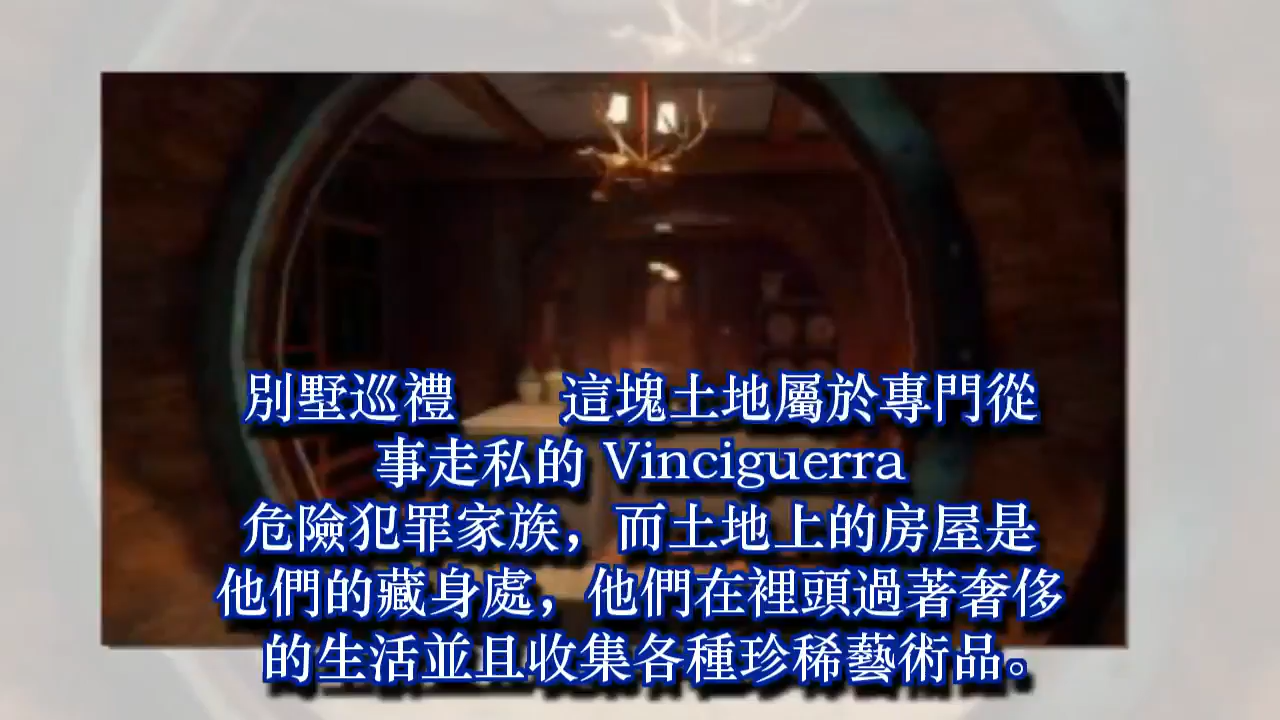 別墅巡禮　　這塊土地屬於專門從
事走私的 Vinciguerra
危險犯罪家族，而土地上的房屋是
他們的藏身處，他們在裡頭過著奢侈
的生活並且收集各種珍稀藝術品。